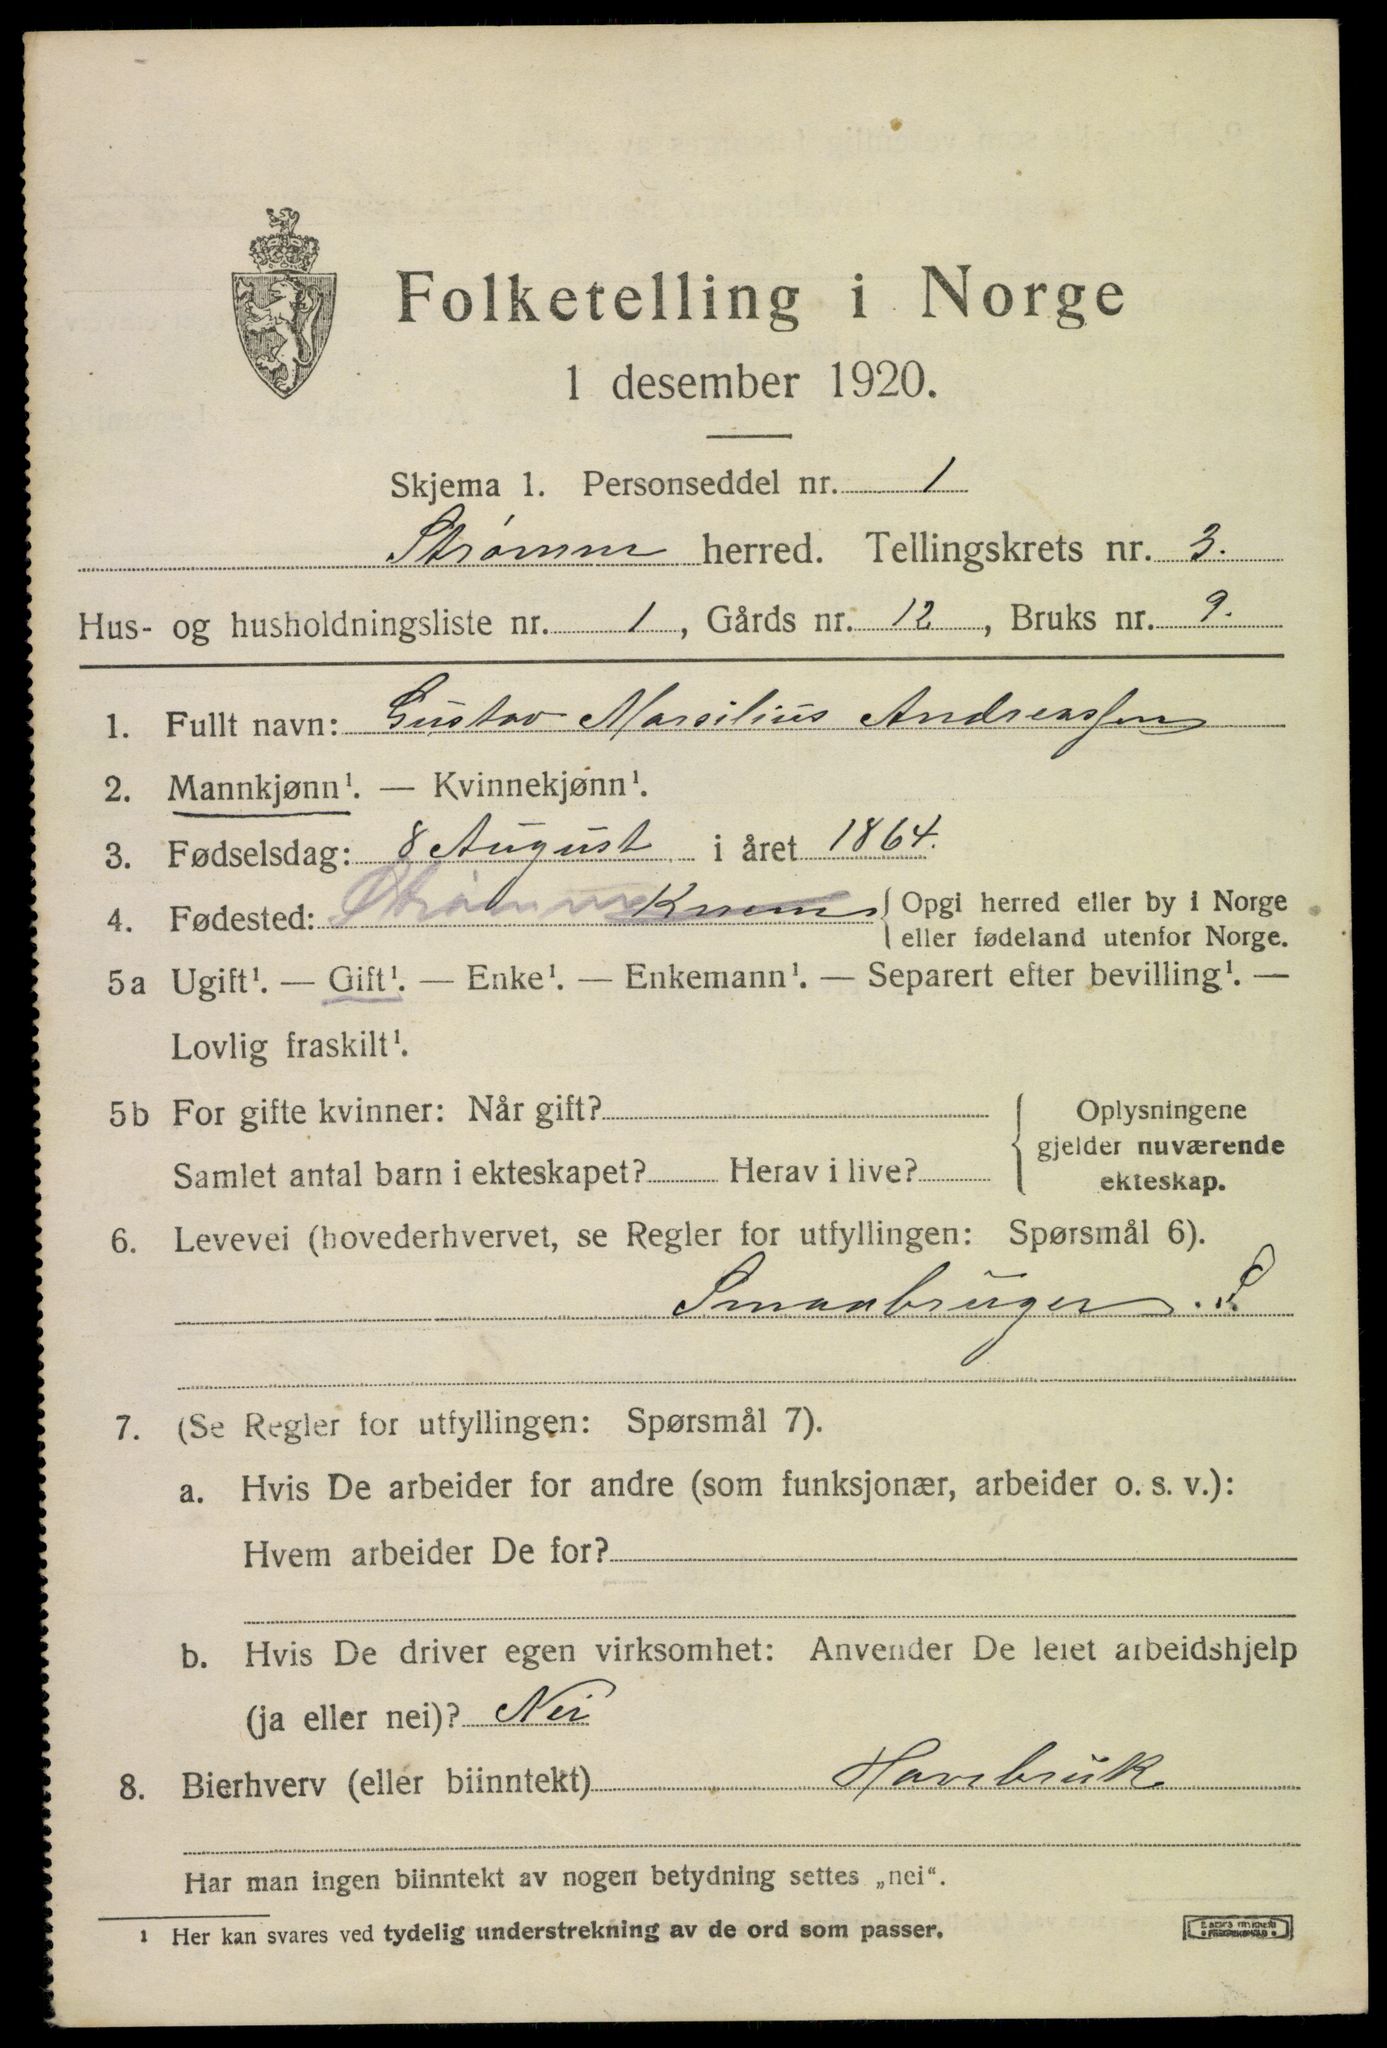 Folketelling i Norge
1 desember 1920.
Skjema 1. Personseddel nr. 1
Strømm herred. Tellingskrets nr. 3.
Hus- og husholdningsliste nr. 1, Gårds nr. 12, Bruks nr. 9.
1. Fullt navn: Gustav Marsilius Andreassen
2. Mannkjønn¹. — Kvinnekjønn¹.
3. Fødselsdag: 8 August i året 1864.
4. Fødested: Strømm { Opgi herred eller by i Norge
eller fødeland utenfor Norge.
5a Ugift¹. — Gift¹. — Enke¹. — Enkemann¹. — Separert efter bevilling¹. —
Lovlig fraskilt¹.
5b For gifte kvinner: Når gift? { Oplysningene
gjelder nuværende
Samlet antal barn i ekteskapet? Herav i live? ekteskap.
6. Levevei (hovederhvervet, se Regler for utfyllingen: Spørsmål 6).
Smaabruger. S
7. (Se Regler for utfyllingen: Spørsmål 7).
a. Hvis De arbeider for andre (som funksjonær, arbeider o. s. v.):
Hvem arbeider De for?
b. Hvis De driver egen virksomhet: Anvender De leiet arbeidshjelp
(ja eller nei)? Nei
8. Bierhverv (eller biinntekt) Havebruk
Har man ingen biinntekt av nogen betydning settes „nei“.
¹ Her kan svares ved tydelig understrekning av de ord som passer.